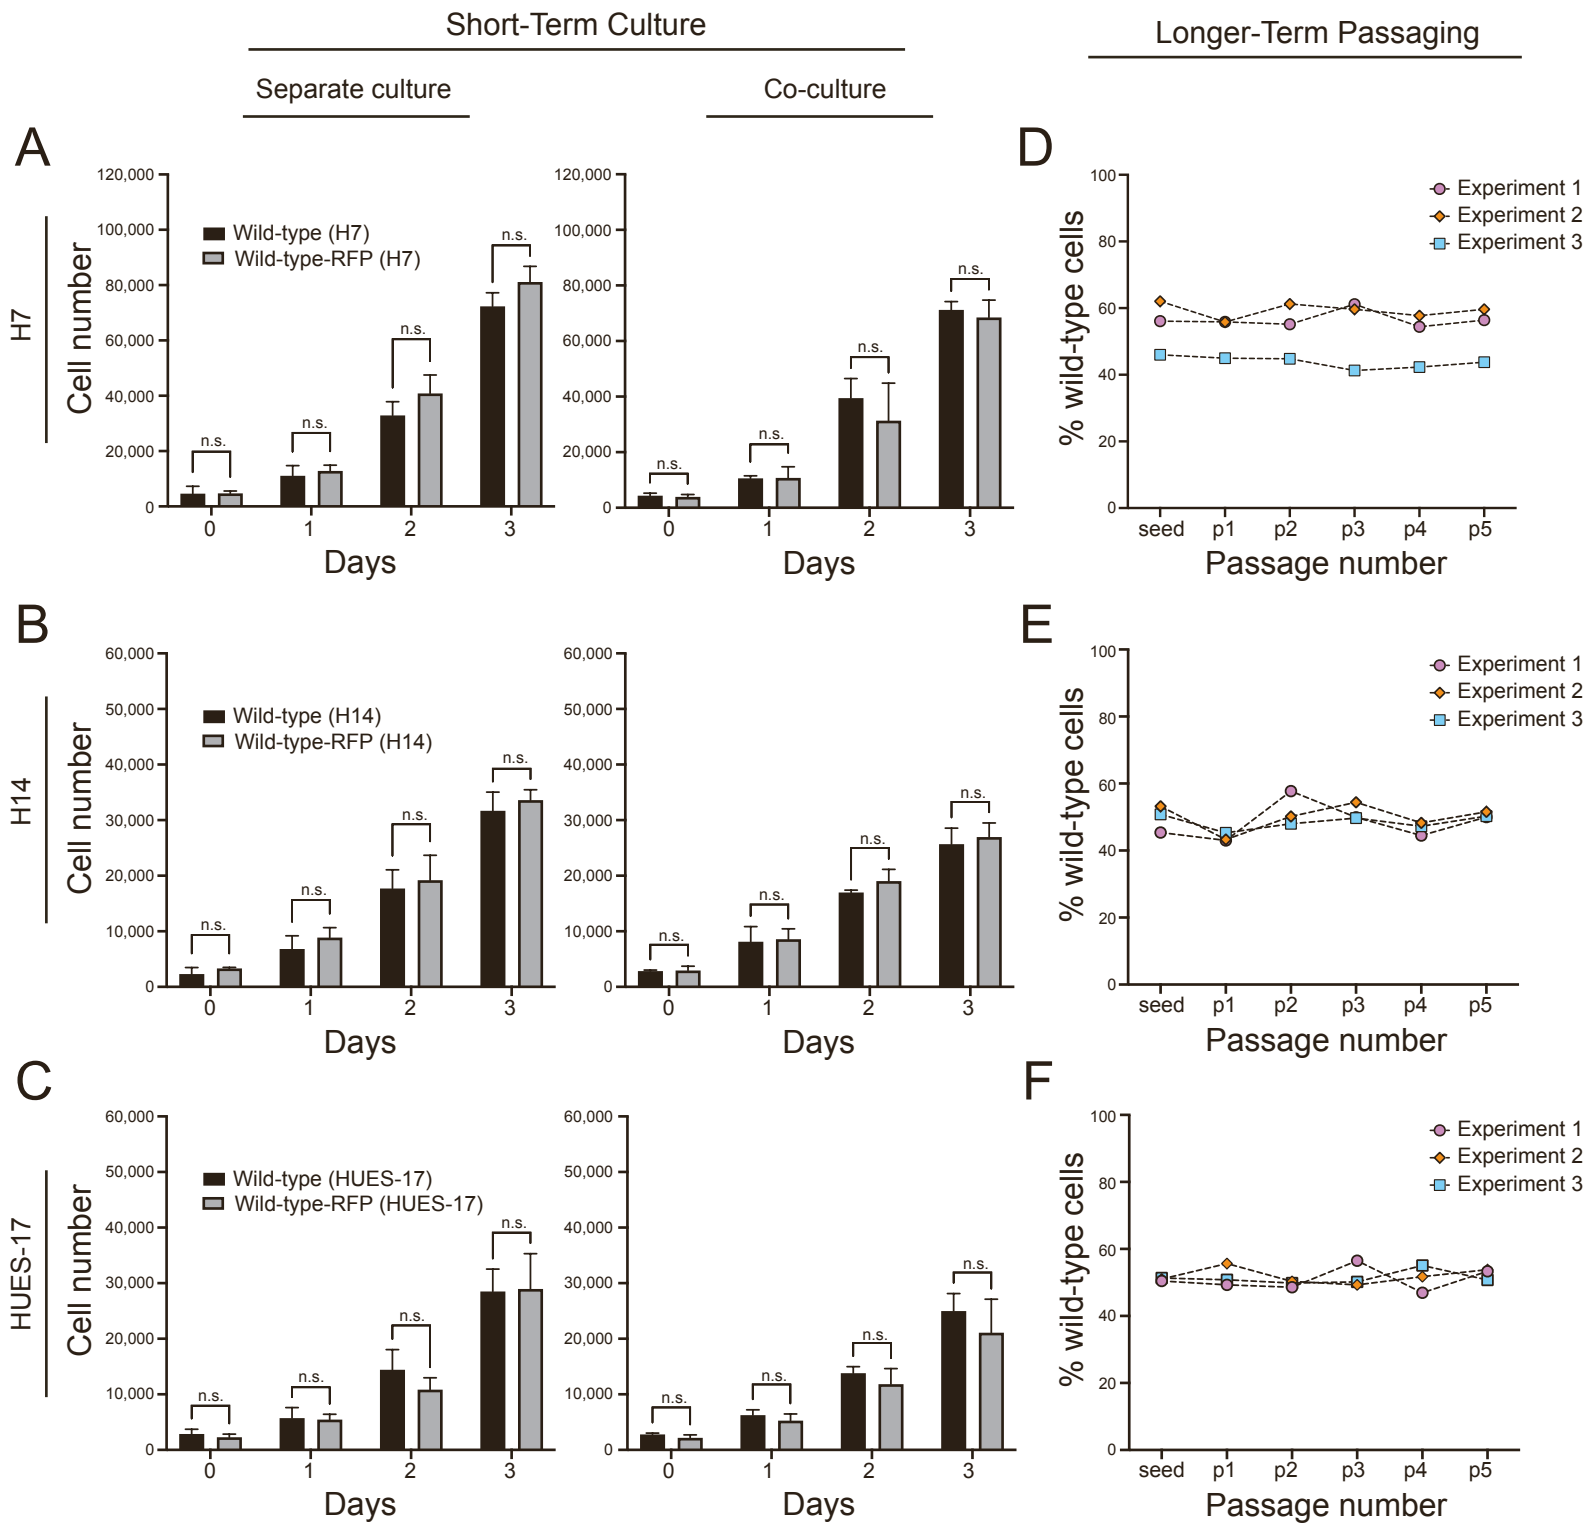 Short-Term Culture
Longer-Term Passaging
Separate culture
Co-culture
A
H7
Cell number
120,000
100,000
80,000
60,000
40,000
20,000
0
Wild-type (H7)
Wild-type-RFP (H7)
n.s.
n.s.
n.s.
n.s.
0 1 2 3
Days
120,000
100,000
80,000
60,000
40,000
20,000
0
n.s.
n.s.
n.s.
n.s.
0 1 2 3
Days
D
% wild-type cells
100
80
60
40
20
0
Experiment 1
Experiment 2
Experiment 3
seed p1 p2 p3 p4 p5
Passage number
B
H14
Cell number
60,000
50,000
40,000
30,000
20,000
10,000
0
Wild-type (H14)
Wild-type-RFP (H14)
n.s.
n.s.
n.s.
n.s.
0 1 2 3
Days
60,000
50,000
40,000
30,000
20,000
10,000
0
n.s.
n.s.
n.s.
n.s.
0 1 2 3
Days
E
% wild-type cells
100
80
60
40
20
0
Experiment 1
Experiment 2
Experiment 3
seed p1 p2 p3 p4 p5
Passage number
C
HUES-17
Cell number
60,000
50,000
40,000
30,000
20,000
10,000
0
Wild-type (HUES-17)
Wild-type-RFP (HUES-17)
n.s.
n.s.
n.s.
n.s.
0 1 2 3
Days
60,000
50,000
40,000
30,000
20,000
10,000
0
n.s.
n.s.
n.s.
n.s.
0 1 2 3
Days
F
% wild-type cells
100
80
60
40
20
0
Experiment 1
Experiment 2
Experiment 3
seed p1 p2 p3 p4 p5
Passage number